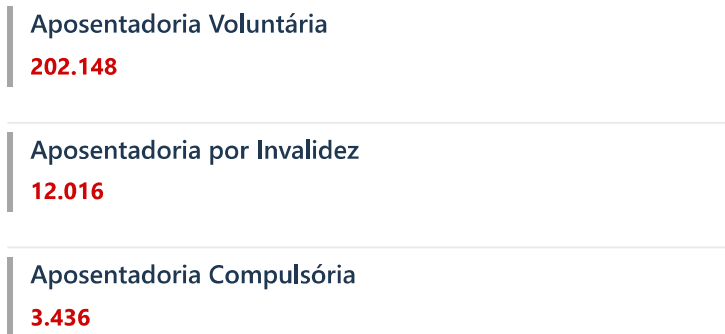 Aposentadoria Voluntária
202.148
Aposentadoria por Invalidez
12.016
Aposentadoria Compulsória
3.436